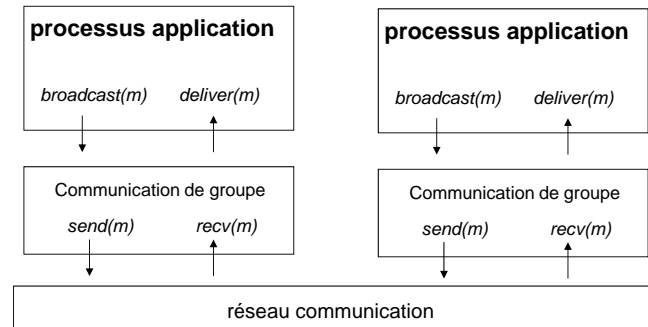 processus application
broadcast(m) deliver(m)
Communication de groupe
send(m) recv(m)
processus application
broadcast(m) deliver(m)
Communication de groupe
send(m) recv(m)
réseau communication